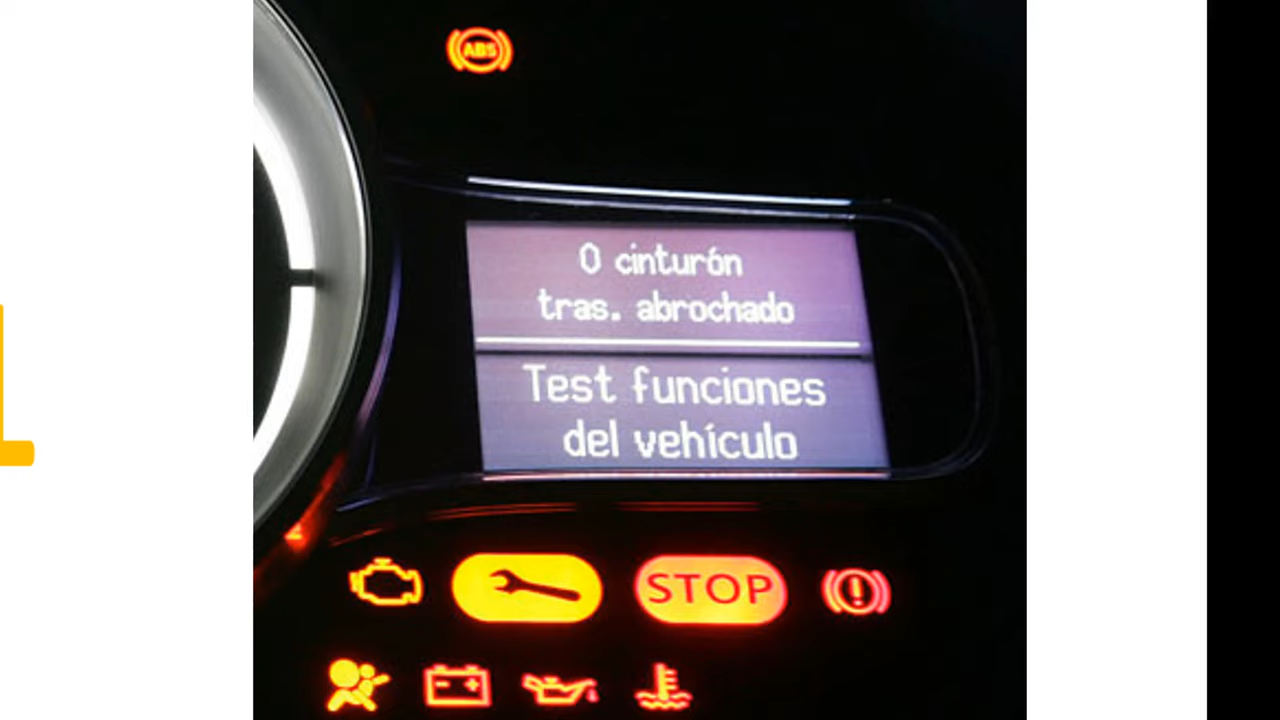 ABS
0 cinturón
tras. abrochado
Test funciones
del vehículo
STOP